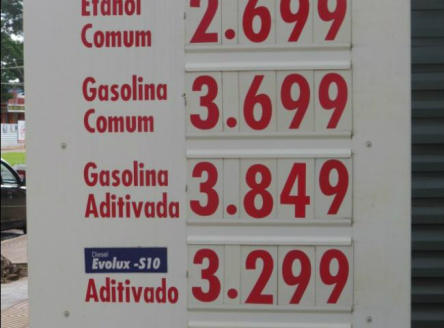 Etanol
Comum 2.699
Gasolina
Comum 3.699
Gasolina
Aditivada 3.849
Diesel
Evolux -S10
Aditivado 3.299